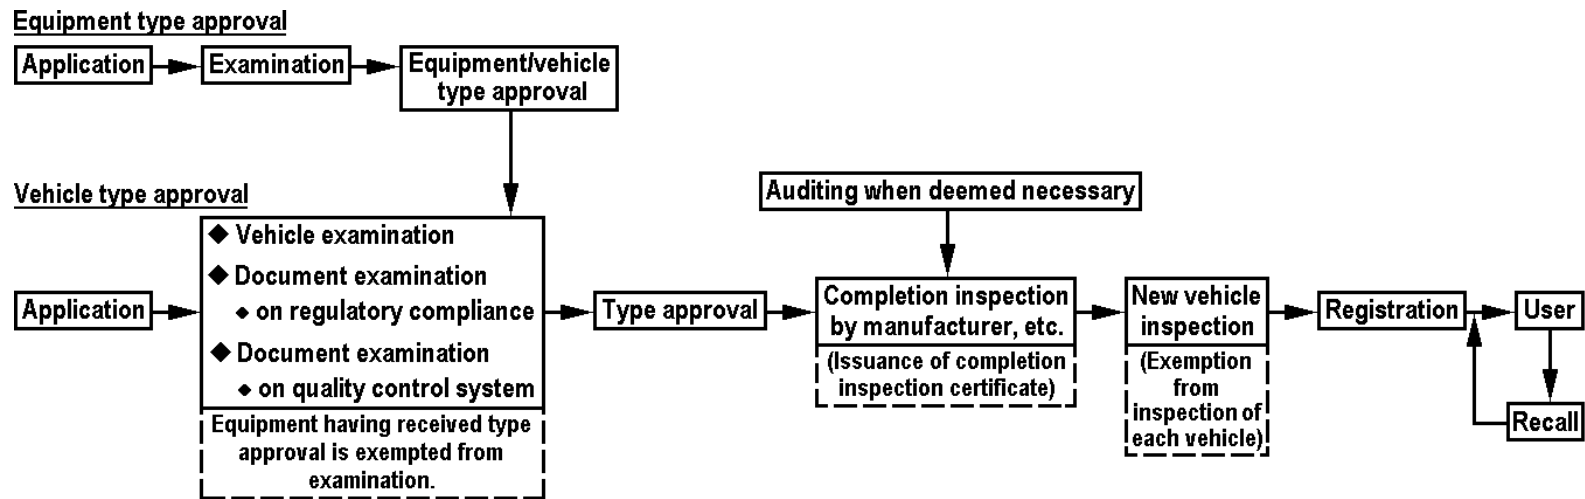 Equipment type approval
Application
Examination
Equipment/vehicle
type approval
Vehicle type approval
Auditing when deemed necessary
Application
◆ Vehicle examination
◆ Document examination
◆ on regulatory compliance
◆ Document examination
◆ on quality control system
Equipment having received type
approval is exempted from
examination.
Type approval
Completion inspection
by manufacturer, etc.
(Issuance of completion
inspection certificate)
New vehicle
inspection
(Exemption
from
inspection of
each vehicle)
Registration
User
Recall